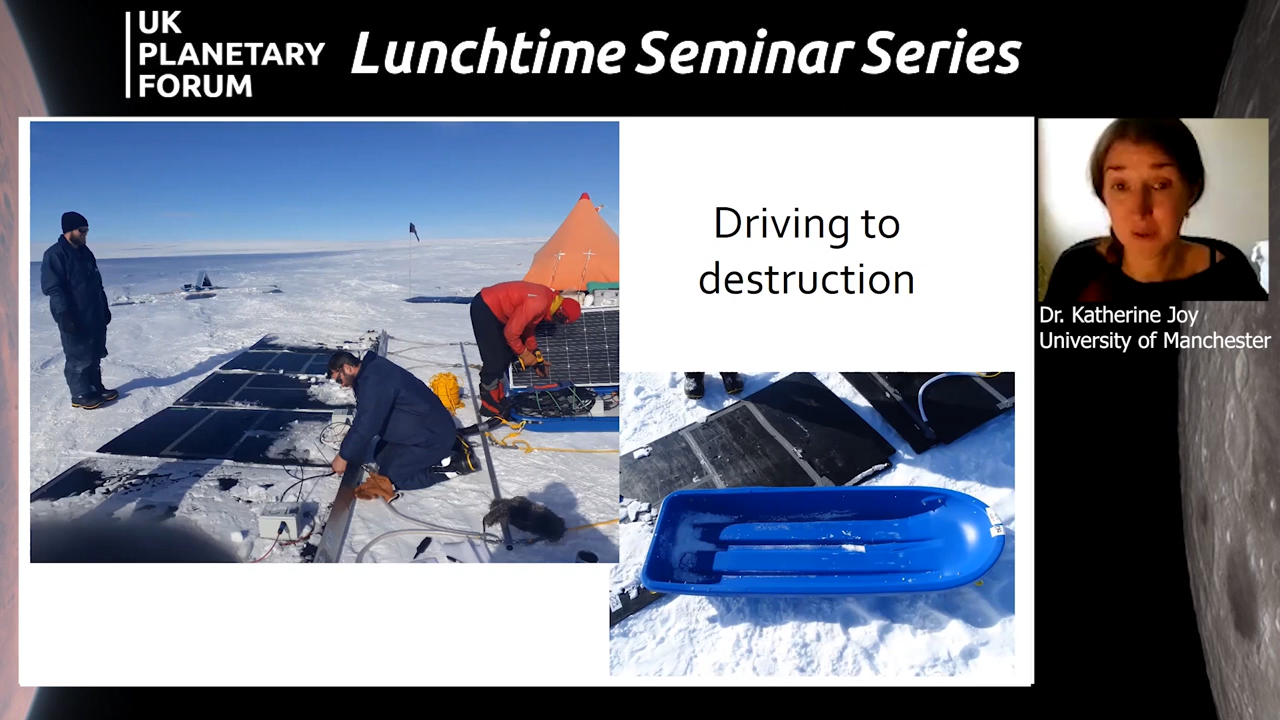 UK
PLANETARY
FORUM
Lunchtime Seminar Series
Driving to
destruction
Dr. Katherine Joy
University of Manchester